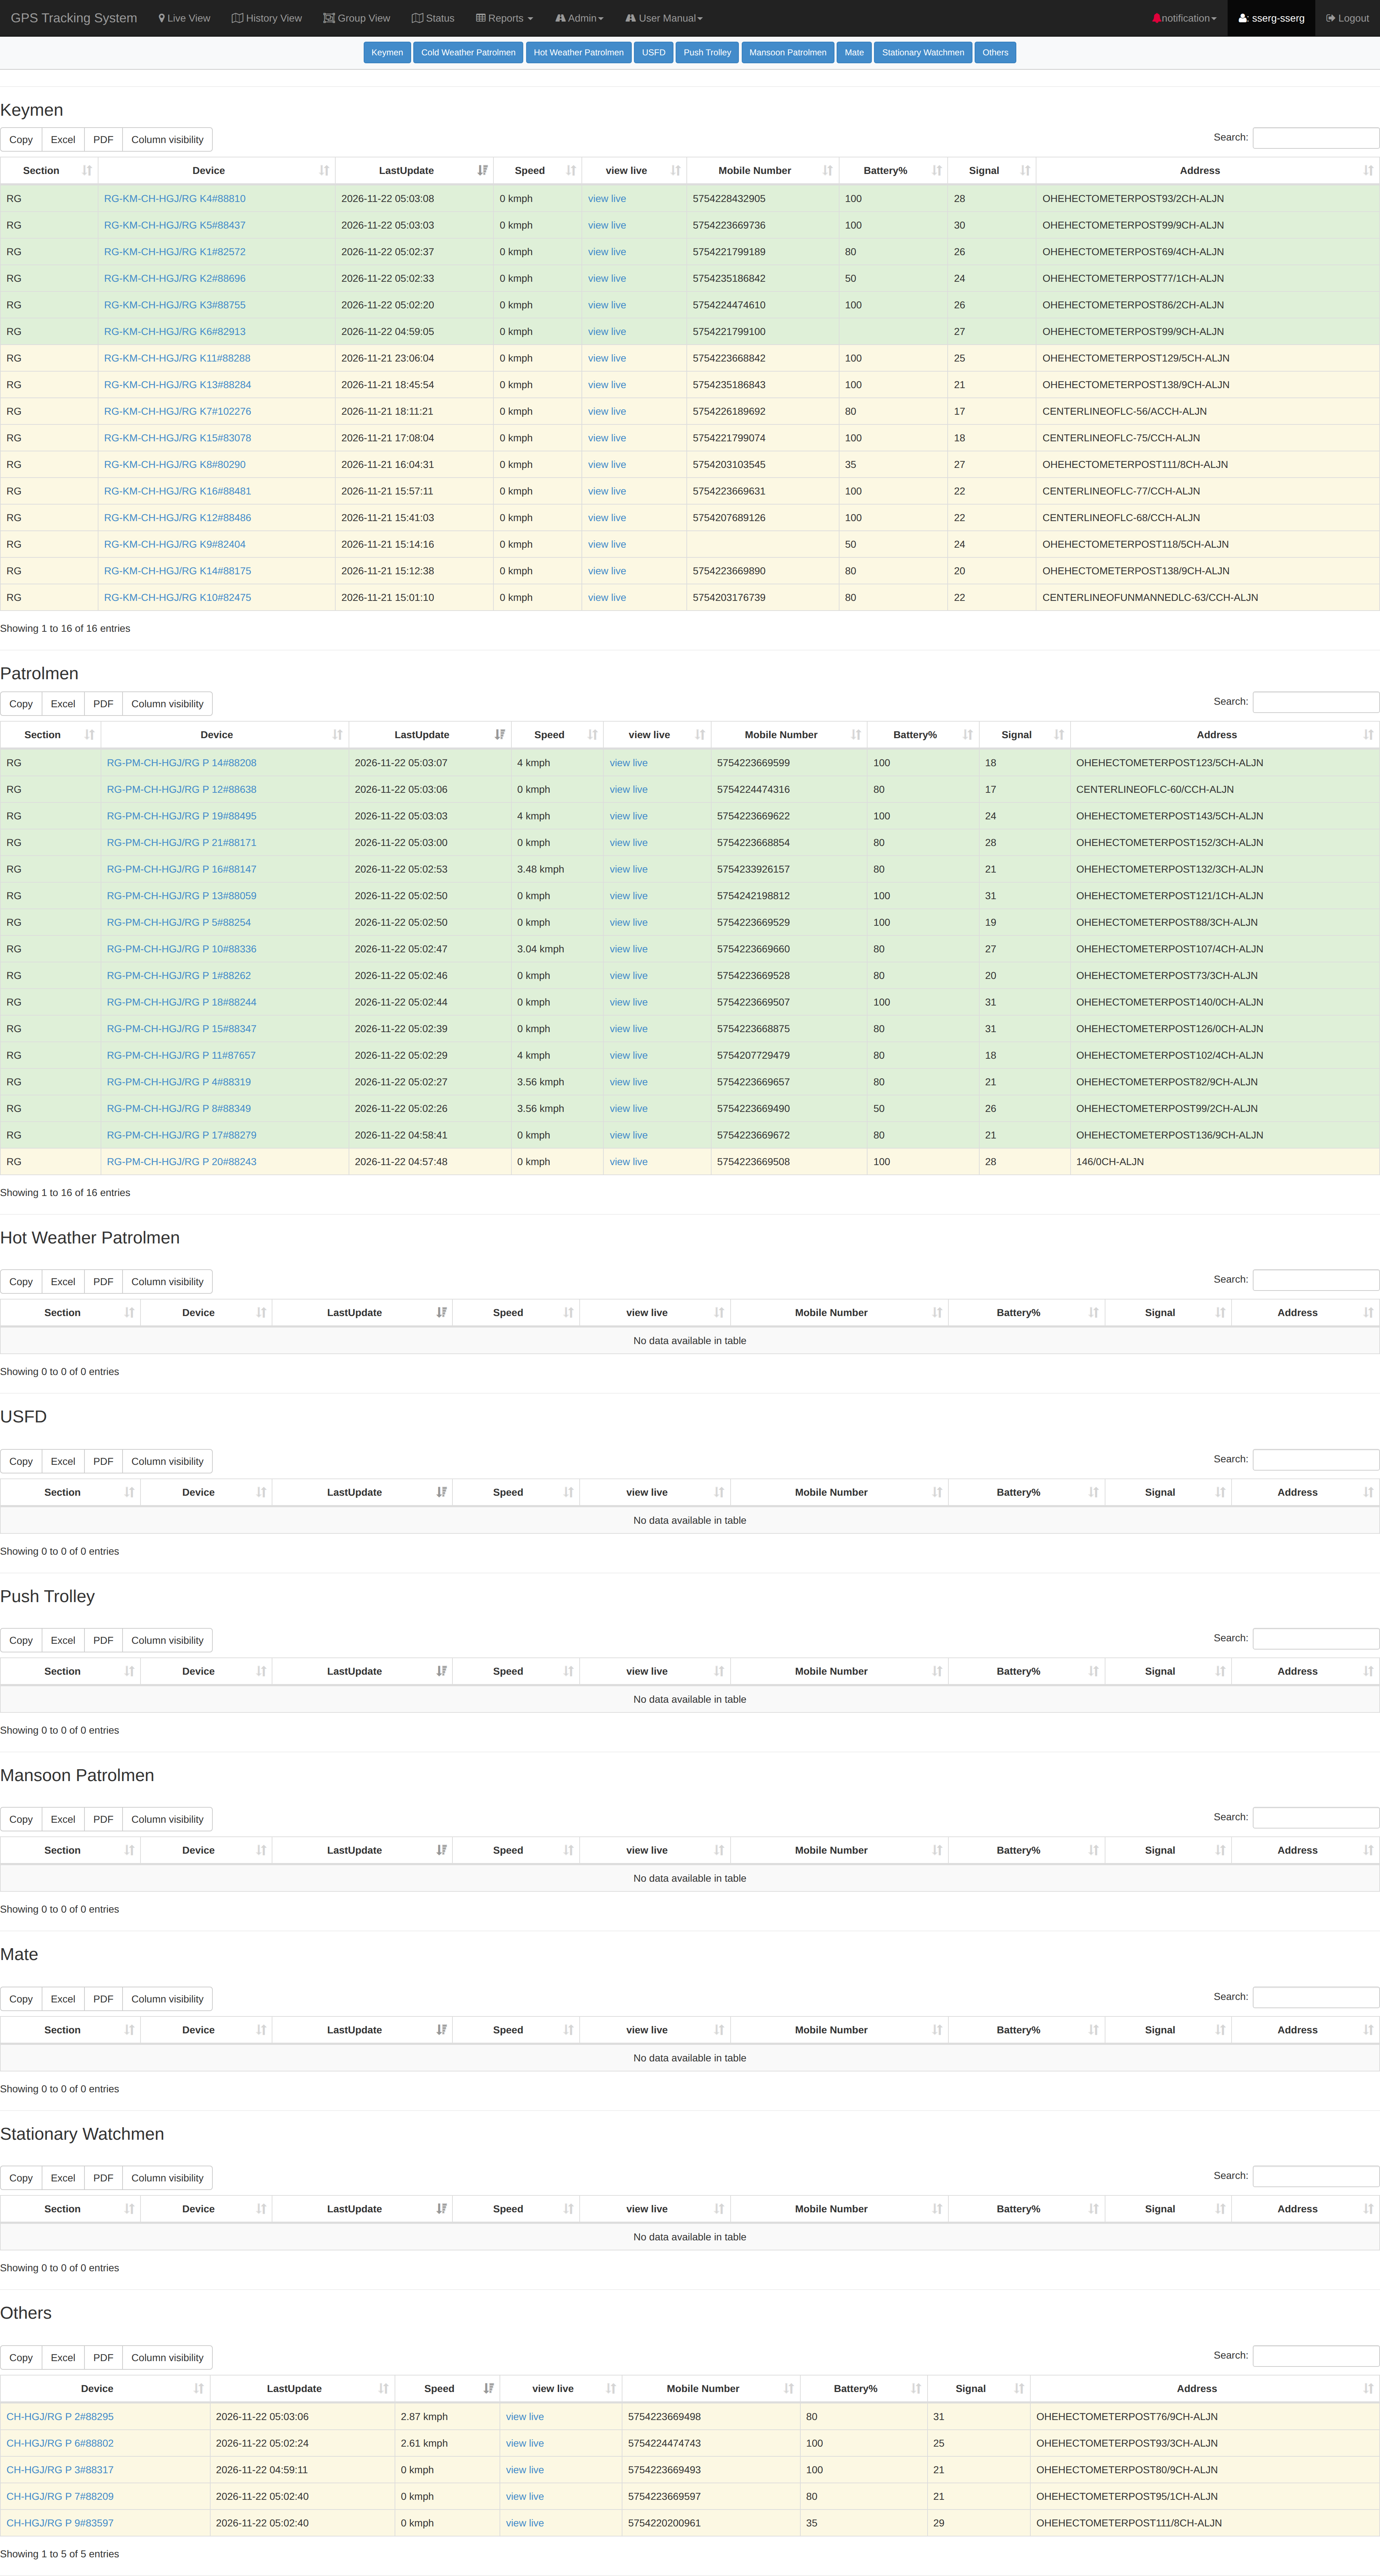 GPS Tracking System Live View History View Group View Status Reports Admin User Manual notification : sserg-sserg Logout
Keymen Cold Weather Patrolmen Hot Weather Patrolmen USFD Push Trolley Mansoon Patrolmen Mate Stationary Watchmen Others
Keymen
Copy Excel PDF Column visibility Search:
Section Device LastUpdate Speed view live Mobile Number Battery% Signal Address
RG RG-KM-CH-HGJ/RG K4#88810 2026-11-22 05:03:08 0 kmph view live 5754228432905 100 28 OHEHECTOMETERPOST93/2CH-ALJN
RG RG-KM-CH-HGJ/RG K5#88437 2026-11-22 05:03:03 0 kmph view live 5754223669736 100 30 OHEHECTOMETERPOST99/9CH-ALJN
RG RG-KM-CH-HGJ/RG K1#82572 2026-11-22 05:02:37 0 kmph view live 5754221799189 80 26 OHEHECTOMETERPOST69/4CH-ALJN
RG RG-KM-CH-HGJ/RG K2#88696 2026-11-22 05:02:33 0 kmph view live 5754235186842 50 24 OHEHECTOMETERPOST77/1CH-ALJN
RG RG-KM-CH-HGJ/RG K3#88755 2026-11-22 05:02:20 0 kmph view live 5754224474610 100 26 OHEHECTOMETERPOST86/2CH-ALJN
RG RG-KM-CH-HGJ/RG K6#82913 2026-11-22 04:59:05 0 kmph view live 5754221799100 27 OHEHECTOMETERPOST99/9CH-ALJN
RG RG-KM-CH-HGJ/RG K11#88288 2026-11-21 23:06:04 0 kmph view live 5754223668842 100 25 OHEHECTOMETERPOST129/5CH-ALJN
RG RG-KM-CH-HGJ/RG K13#88284 2026-11-21 18:45:54 0 kmph view live 5754235186843 100 21 OHEHECTOMETERPOST138/9CH-ALJN
RG RG-KM-CH-HGJ/RG K7#102276 2026-11-21 18:11:21 0 kmph view live 5754226189692 80 17 CENTERLINEOFLC-56/ACCH-ALJN
RG RG-KM-CH-HGJ/RG K15#83078 2026-11-21 17:08:04 0 kmph view live 5754221799074 100 18 CENTERLINEOFLC-75/CCH-ALJN
RG RG-KM-CH-HGJ/RG K8#80290 2026-11-21 16:04:31 0 kmph view live 5754203103545 35 27 OHEHECTOMETERPOST111/8CH-ALJN
RG RG-KM-CH-HGJ/RG K16#88481 2026-11-21 15:57:11 0 kmph view live 5754223669631 100 22 CENTERLINEOFLC-77/CCH-ALJN
RG RG-KM-CH-HGJ/RG K12#88486 2026-11-21 15:41:03 0 kmph view live 5754207689126 100 22 CENTERLINEOFLC-68/CCH-ALJN
RG RG-KM-CH-HGJ/RG K9#82404 2026-11-21 15:14:16 0 kmph view live 50 24 OHEHECTOMETERPOST118/5CH-ALJN
RG RG-KM-CH-HGJ/RG K14#88175 2026-11-21 15:12:38 0 kmph view live 5754223669890 80 20 OHEHECTOMETERPOST138/9CH-ALJN
RG RG-KM-CH-HGJ/RG K10#82475 2026-11-21 15:01:10 0 kmph view live 5754203176739 80 22 CENTERLINEOFUNMANNEDLC-63/CCH-ALJN
Showing 1 to 16 of 16 entries
Patrolmen
Copy Excel PDF Column visibility Search:
Section Device LastUpdate Speed view live Mobile Number Battery% Signal Address
RG RG-PM-CH-HGJ/RG P 14#88208 2026-11-22 05:03:07 4 kmph view live 5754223669599 100 18 OHEHECTOMETERPOST123/5CH-ALJN
RG RG-PM-CH-HGJ/RG P 12#88638 2026-11-22 05:03:06 0 kmph view live 5754224474316 80 17 CENTERLINEOFLC-60/CCH-ALJN
RG RG-PM-CH-HGJ/RG P 19#88495 2026-11-22 05:03:03 4 kmph view live 5754223669622 100 24 OHEHECTOMETERPOST143/5CH-ALJN
RG RG-PM-CH-HGJ/RG P 21#88171 2026-11-22 05:03:00 0 kmph view live 5754223668854 80 28 OHEHECTOMETERPOST152/3CH-ALJN
RG RG-PM-CH-HGJ/RG P 16#88147 2026-11-22 05:02:53 3.48 kmph view live 5754233926157 80 21 OHEHECTOMETERPOST132/3CH-ALJN
RG RG-PM-CH-HGJ/RG P 13#88059 2026-11-22 05:02:50 0 kmph view live 5754242198812 100 31 OHEHECTOMETERPOST121/1CH-ALJN
RG RG-PM-CH-HGJ/RG P 5#88254 2026-11-22 05:02:50 0 kmph view live 5754223669529 100 19 OHEHECTOMETERPOST88/3CH-ALJN
RG RG-PM-CH-HGJ/RG P 10#88336 2026-11-22 05:02:47 3.04 kmph view live 5754223669660 80 27 OHEHECTOMETERPOST107/4CH-ALJN
RG RG-PM-CH-HGJ/RG P 1#88262 2026-11-22 05:02:46 0 kmph view live 5754223669528 80 20 OHEHECTOMETERPOST73/3CH-ALJN
RG RG-PM-CH-HGJ/RG P 18#88244 2026-11-22 05:02:44 0 kmph view live 5754223669507 100 31 OHEHECTOMETERPOST140/0CH-ALJN
RG RG-PM-CH-HGJ/RG P 15#88347 2026-11-22 05:02:39 0 kmph view live 5754223668875 80 31 OHEHECTOMETERPOST126/0CH-ALJN
RG RG-PM-CH-HGJ/RG P 11#87657 2026-11-22 05:02:29 4 kmph view live 5754207729479 80 18 OHEHECTOMETERPOST102/4CH-ALJN
RG RG-PM-CH-HGJ/RG P 4#88319 2026-11-22 05:02:27 3.56 kmph view live 5754223669657 80 21 OHEHECTOMETERPOST82/9CH-ALJN
RG RG-PM-CH-HGJ/RG P 8#88349 2026-11-22 05:02:26 3.56 kmph view live 5754223669490 50 26 OHEHECTOMETERPOST99/2CH-ALJN
RG RG-PM-CH-HGJ/RG P 17#88279 2026-11-22 04:58:41 0 kmph view live 5754223669672 80 21 OHEHECTOMETERPOST136/9CH-ALJN
RG RG-PM-CH-HGJ/RG P 20#88243 2026-11-22 04:57:48 0 kmph view live 5754223669508 100 28 146/0CH-ALJN
Showing 1 to 16 of 16 entries
Hot Weather Patrolmen
Copy Excel PDF Column visibility Search:
Section Device LastUpdate Speed view live Mobile Number Battery% Signal Address
No data available in table
Showing 0 to 0 of 0 entries
USFD
Copy Excel PDF Column visibility Search:
Section Device LastUpdate Speed view live Mobile Number Battery% Signal Address
No data available in table
Showing 0 to 0 of 0 entries
Push Trolley
Copy Excel PDF Column visibility Search:
Section Device LastUpdate Speed view live Mobile Number Battery% Signal Address
No data available in table
Showing 0 to 0 of 0 entries
Mansoon Patrolmen
Copy Excel PDF Column visibility Search:
Section Device LastUpdate Speed view live Mobile Number Battery% Signal Address
No data available in table
Showing 0 to 0 of 0 entries
Mate
Copy Excel PDF Column visibility Search:
Section Device LastUpdate Speed view live Mobile Number Battery% Signal Address
No data available in table
Showing 0 to 0 of 0 entries
Stationary Watchmen
Copy Excel PDF Column visibility Search:
Section Device LastUpdate Speed view live Mobile Number Battery% Signal Address
No data available in table
Showing 0 to 0 of 0 entries
Others
Copy Excel PDF Column visibility Search:
Device LastUpdate Speed view live Mobile Number Battery% Signal Address
CH-HGJ/RG P 2#88295 2026-11-22 05:03:06 2.87 kmph view live 5754223669498 80 31 OHEHECTOMETERPOST76/9CH-ALJN
CH-HGJ/RG P 6#88802 2026-11-22 05:02:24 2.61 kmph view live 5754224474743 100 25 OHEHECTOMETERPOST93/3CH-ALJN
CH-HGJ/RG P 3#88317 2026-11-22 04:59:11 0 kmph view live 5754223669493 100 21 OHEHECTOMETERPOST80/9CH-ALJN
CH-HGJ/RG P 7#88209 2026-11-22 05:02:40 0 kmph view live 5754223669597 80 21 OHEHECTOMETERPOST95/1CH-ALJN
CH-HGJ/RG P 9#83597 2026-11-22 05:02:40 0 kmph view live 5754220200961 35 29 OHEHECTOMETERPOST111/8CH-ALJN
Showing 1 to 5 of 5 entries